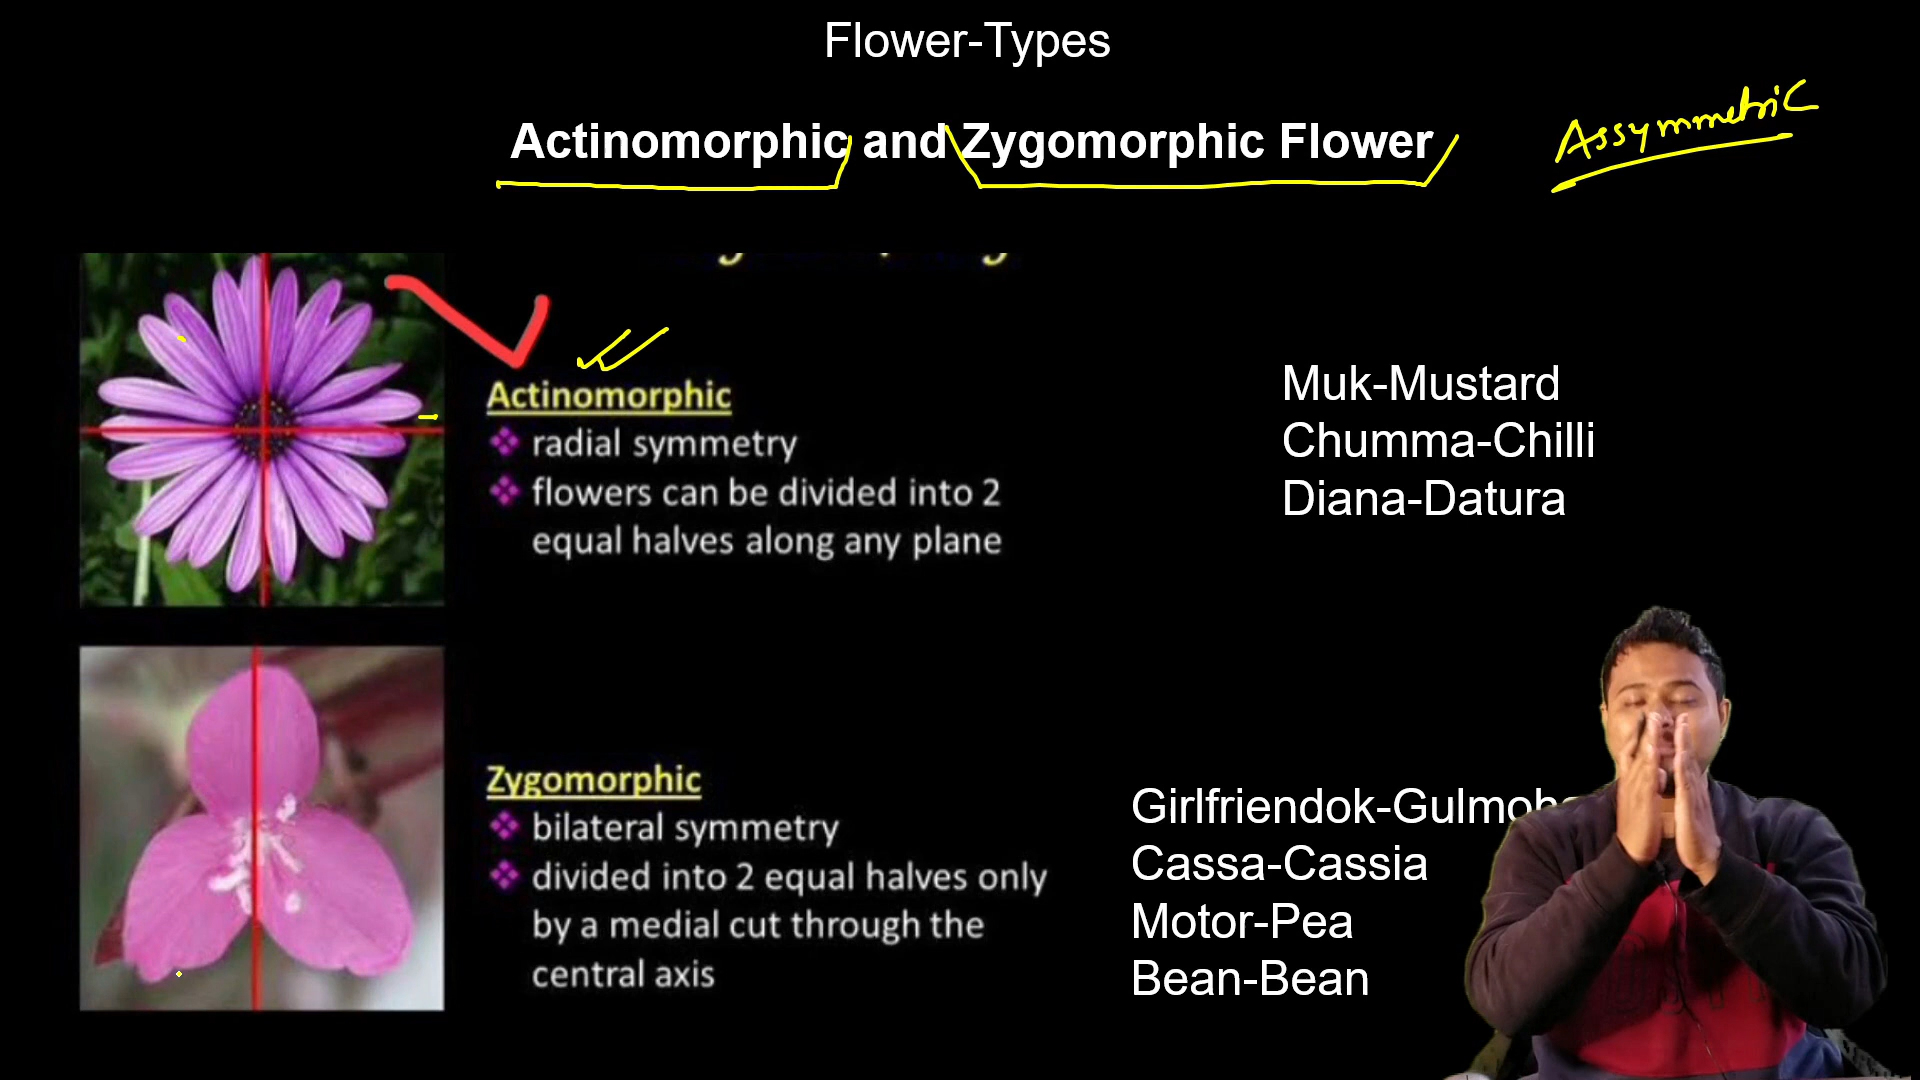 Flower-Types
Actinomorphic and Zygomorphic Flower
AssymmetriC
Actinomorphic
radial symmetry
flowers can be divided into 2
equal halves along any plane
Muk-Mustard
Chumma-Chilli
Diana-Datura
Zygomorphic
bilateral symmetry
divided into 2 equal halves only
by a medial cut through the
central axis
Cassa-Cassia
Motor-Pea
Bean-Bean